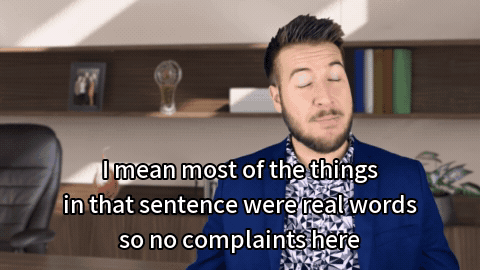 I mean most of the things
in that sentence were real words
so no complaints here